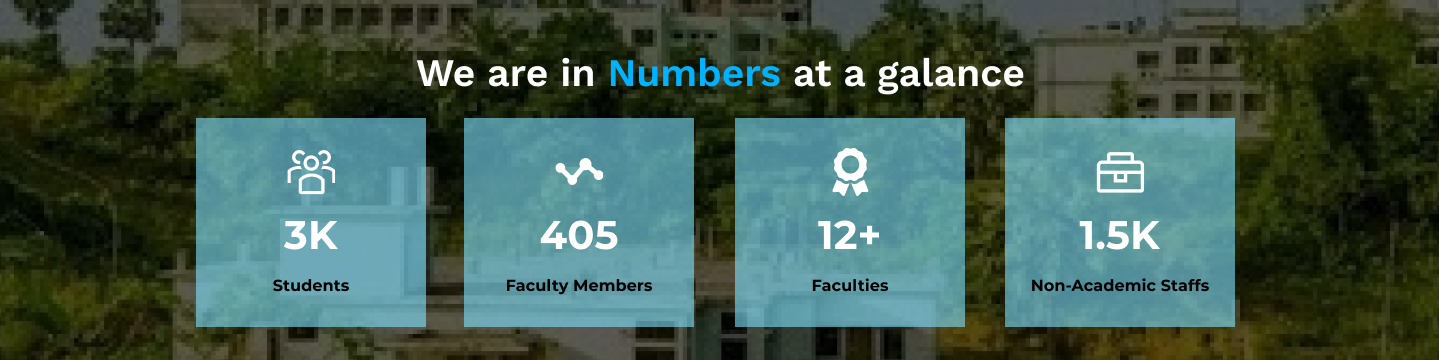 We are in Numbers at a galance
3K
Students
405
Faculty Members
12+
Faculties
1.5K
Non-Academic Staffs